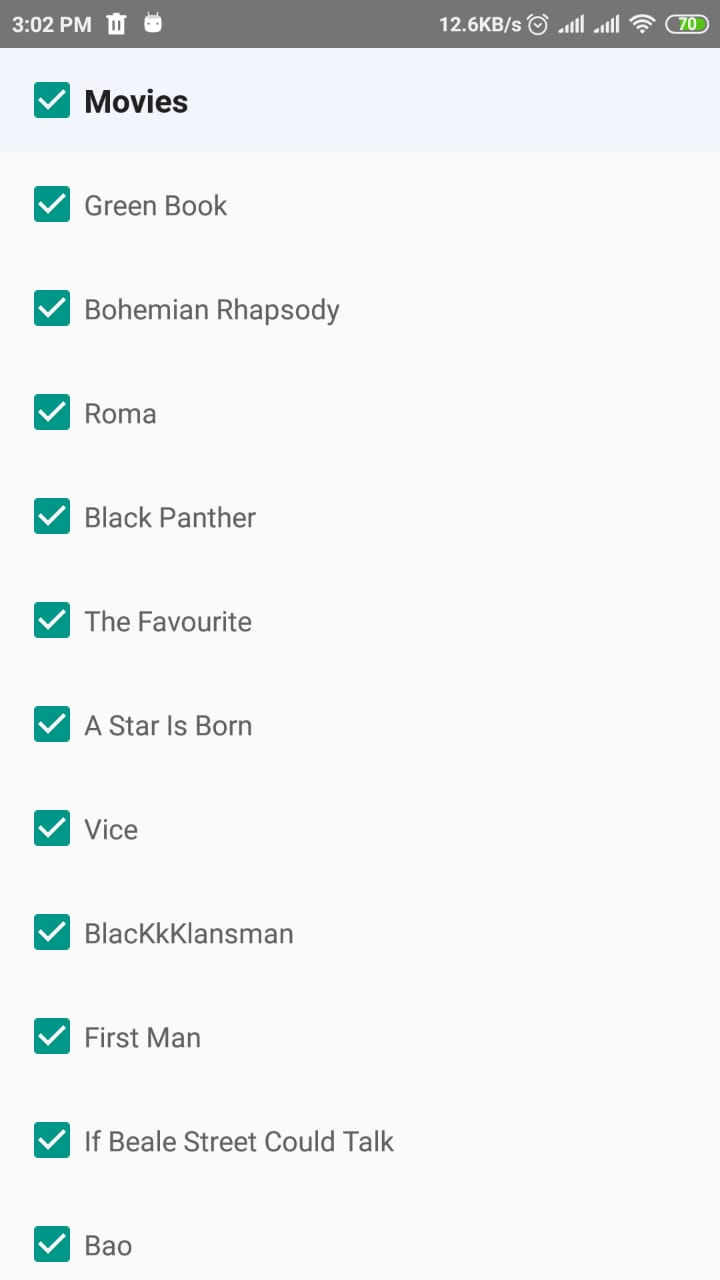 3:02 PM 12.6KB/s 70
Movies
Green Book
Bohemian Rhapsody
Roma
Black Panther
The Favourite
A Star Is Born
Vice
BlacKkKlansman
First Man
If Beale Street Could Talk
Bao